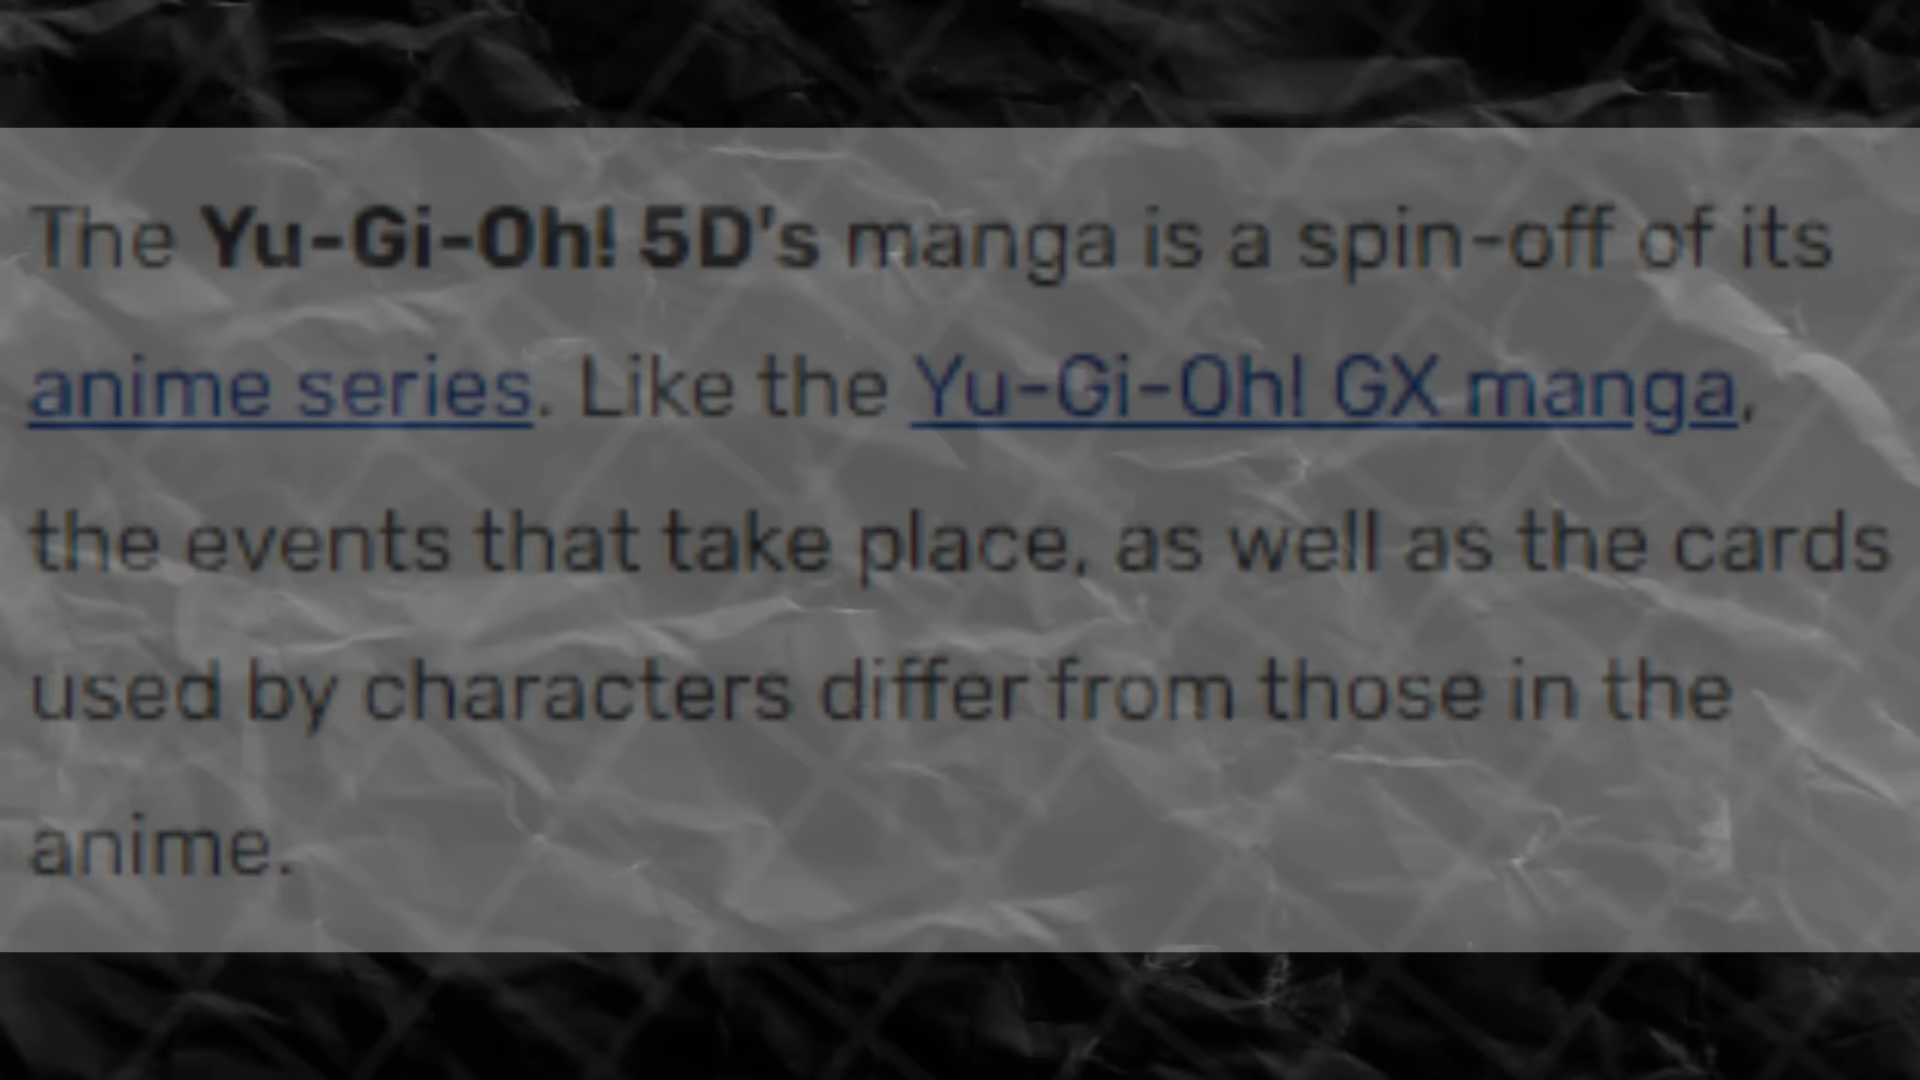 The Yu-Gi-Oh! 5D's manga is a spin-off of its
anime series. Like the Yu-Gi-Oh! GX manga,
the events that take place, as well as the cards
used by characters differ from those in the
anime.